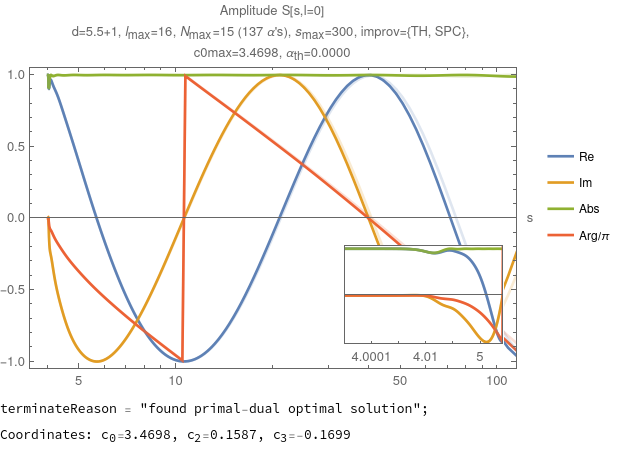 Amplitude S[s,l=0]
d=5.5+1, lmax=16, Nmax=15 (137 α's), smax=300, improv={TH, SPC},
c0max=3.4698, αth=0.0000
1.0
0.5
0.0
−0.5
−1.0
s
Re
Im
Abs
Arg/π
4.0001 4.01 5
5 10 50 100
terminateReason = "found primal-dual optimal solution";
Coordinates: c0=3.4698, c2=0.1587, c3=-0.1699